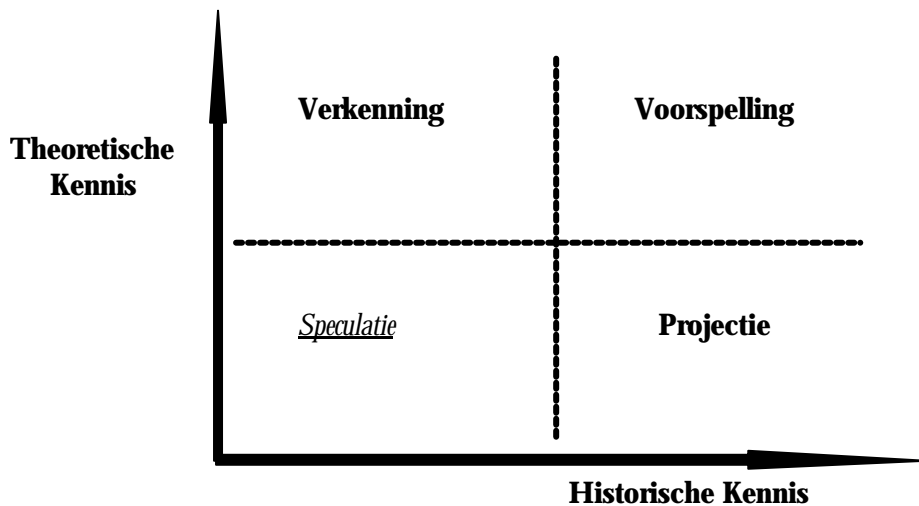 Verkenning
Voorspelling
Theoretische
Kennis
Speculatie
Projectie
Historische Kennis